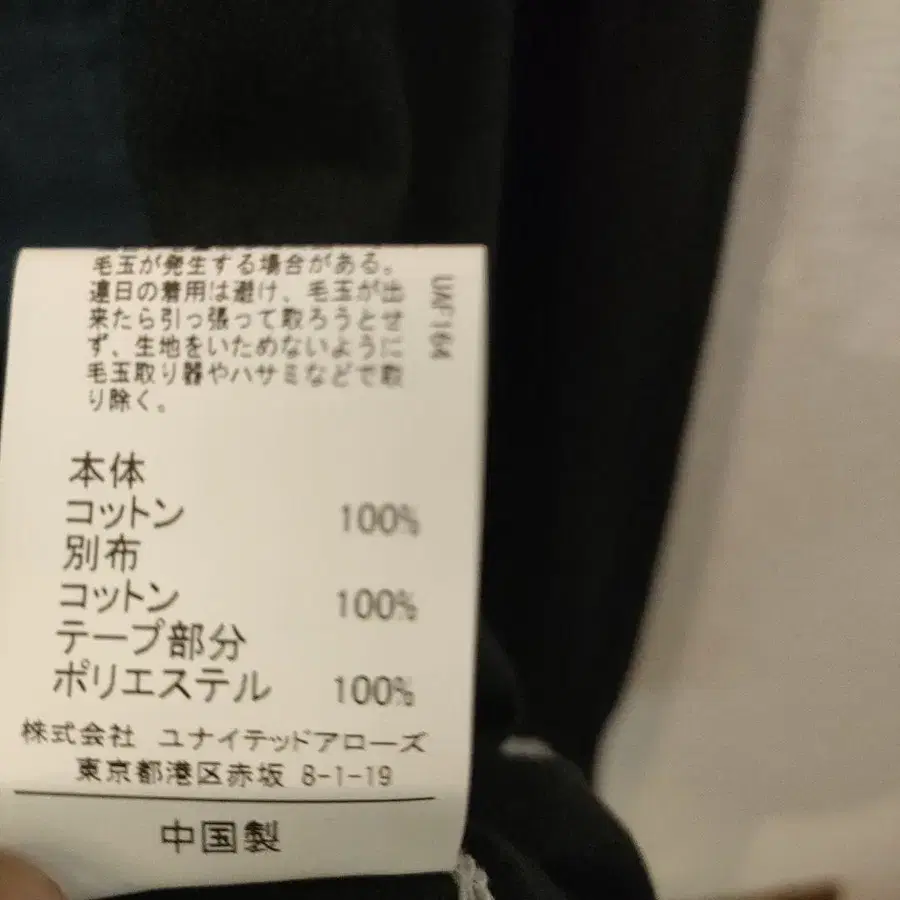 毛玉が発生する場合がある。
連日の着用は避け、毛玉が出
来たら引っ張って取ろうとせ
ず、生地をいためないように
毛玉取り器やハサミなどで取
り除く。
UAF164
本体
コットン 100%
別布
コットン 100%
テープ部分
ポリエステル 100%
株式会社 ユナイテッドアローズ
東京都港区赤坂 8-1-19
中国製